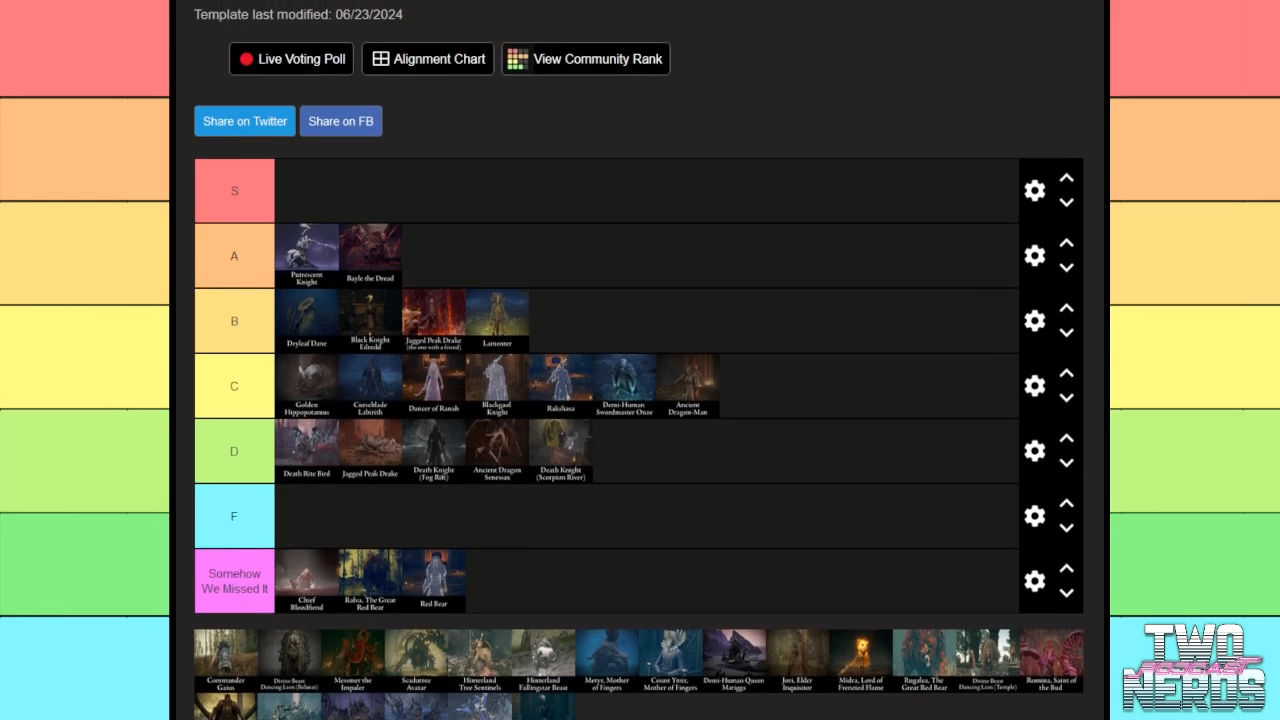 Template last modified: 06/23/2024
Live Voting Poll
Alignment Chart
View Community Rank
Share on Twitter
Share on FB
S
A
Putrescent
Knight
Bayle the Dread
B
Dryleaf Dane
Black Knight
Edredd
Jagged Peak Drake
(the one with a friend)
Lamenter
C
Golden
Hippopotamus
Curseblade
Labirith
Dancer of Ranah
Blackgaol
Knight
Rakshasa
Demi-Human
Swordmaster Onze
Ancient
Dragon-Man
D
Death Rite Bird
Jagged Peak Drake
Death Knight
(Fog Rift)
Ancient Dragon
Senessax
Death Knight
(Scorpion River)
F
Somehow
We Missed It
Chief
Bloodfiend
Ralva, The Great
Red Bear
Red Bear
Commander
Gaius
Divine Beast
Dancing Lion (Belurat)
Messmer the
Impaler
Scadutree
Avatar
Hinterland
Tree Sentinels
Hinterland
Fallingstar Beast
Metyr, Mother
of Fingers
Count Ymir,
Mother of Fingers
Demi-Human Queen
Marigga
Jori, Elder
Inquisitor
Midra, Lord of
Frenzied Flame
Rugalea, The
Great Red Bear
Divine Beast
Dancing Lion (Temple)
Romina, Saint of
the Bud
TWO
PODCAST
NERDS